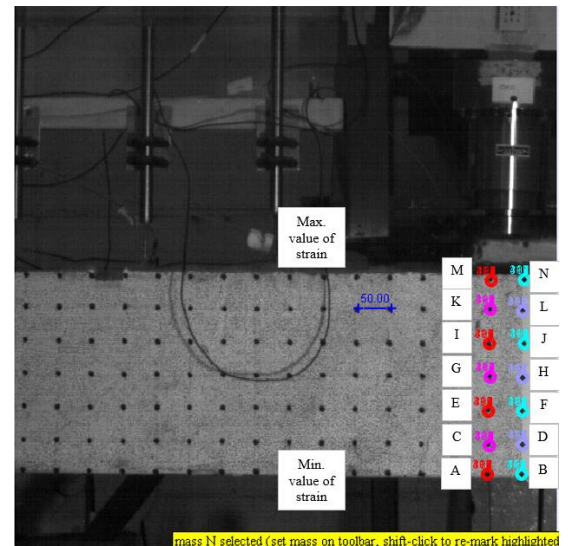 Max.
value of
strain
M
N
50.00
K
L
I
J
G
H
E
F
C
D
Min.
value of
strain
A
B
mass N selected (set mass on toolbar, shift-click to re-mark highlighted